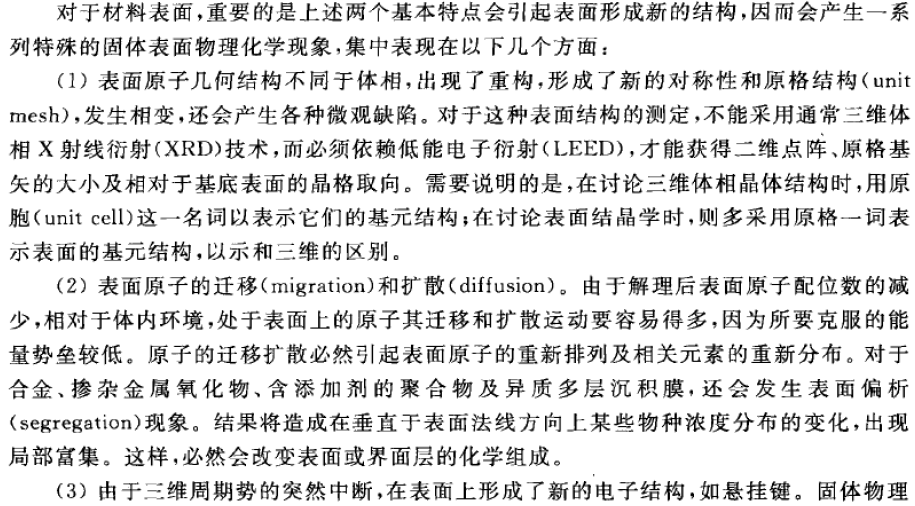 对于材料表面,重要的是上述两个基本特点会引起表面形成新的结构,因而会产生一系
列特殊的固体表面物理化学现象,集中表现在以下几个方面:
(1) 表面原子几何结构不同于体相,出现了重构,形成了新的对称性和原格结构(unit
mesh),发生相变,还会产生各种微观缺陷。对于这种表面结构的测定,不能采用通常三维体
相 X 射线衍射(XRD)技术,而必须依赖低能电子衍射(LEED),才能获得二维点阵、原格基
矢的大小及相对于基底表面的晶格取向。需要说明的是,在讨论三维体相晶体结构时,用原
胞(unit cell)这一名词以表示它们的基元结构;在讨论表面结晶学时,则多采用原格一词表
示表面的基元结构,以示和三维的区别。
(2) 表面原子的迁移(migration)和扩散(diffusion)。由于解理后表面原子配位数的减
少,相对于体内环境,处于表面上的原子其迁移和扩散运动要容易得多,因为所要克服的能
量势垒较低。原子的迁移扩散必然引起表面原子的重新排列及相关元素的重新分布。对于
合金、掺杂金属氧化物、含添加剂的聚合物及异质多层沉积膜,还会发生表面偏析
(segregation)现象。结果将造成在垂直于表面法线方向上某些物种浓度分布的变化,出现
局部富集。这样,必然会改变表面或界面层的化学组成。
(3) 由于三维周期势的突然中断,在表面上形成了新的电子结构,如悬挂键。固体物理